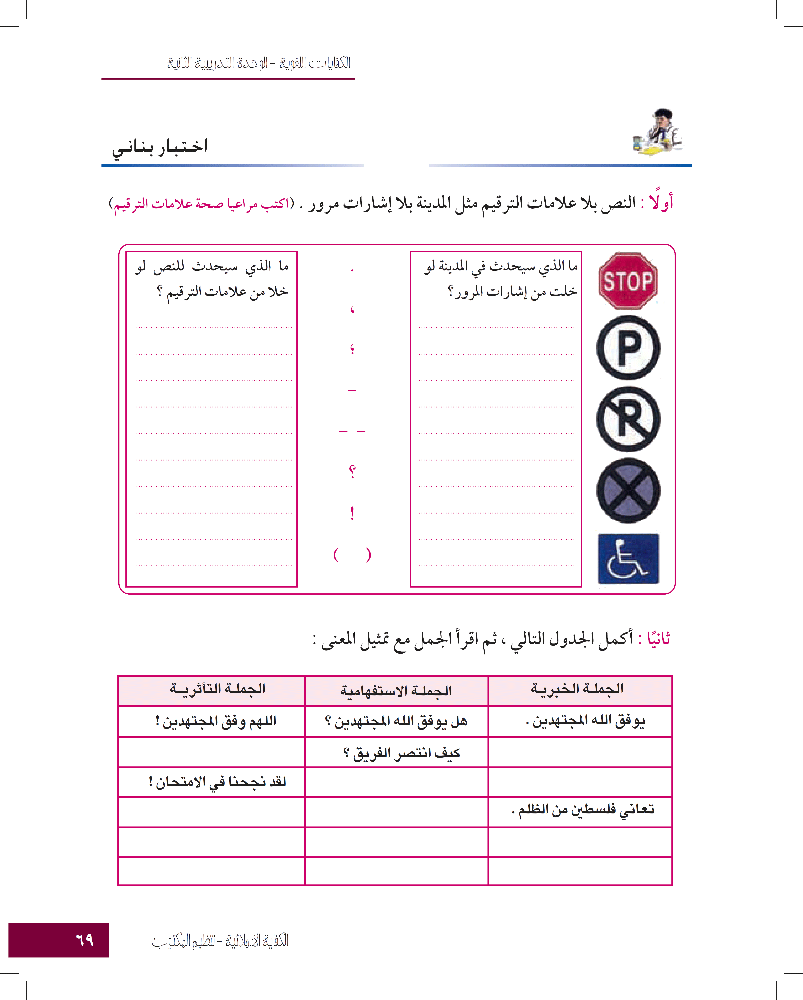 الكفايات اللغوية - الوحدة التدريبية الثانية
اختبار بنائي
أولًا : النص بلا علامات الترقيم مثل المدينة بلا إشارات مرور . (اكتب مراعيا صحة علامات الترقيم)
STOP
P
R
ما الذي سيحدث في المدينة لو
خلت من إشارات المرور؟
.
،
؛
–
– –
؟
!
( )
ما الذي سيحدث للنص لو
خلا من علامات الترقيم ؟
ثانيًا : أكمل الجدول التالي ، ثم اقرأ الجمل مع تمثيل المعنى :
الجملة الخبرية الجملة الاستفهامية الجملة التأثرية
يوفق الله المجتهدين . هل يوفق الله المجتهدين ؟ اللهم وفق المجتهدين !
كيف انتصر الفريق ؟
لقد نجحنا في الامتحان !
تعاني فلسطين من الظلم .
الكفاية الأملائية - تنظيم المكتوب
٦٩